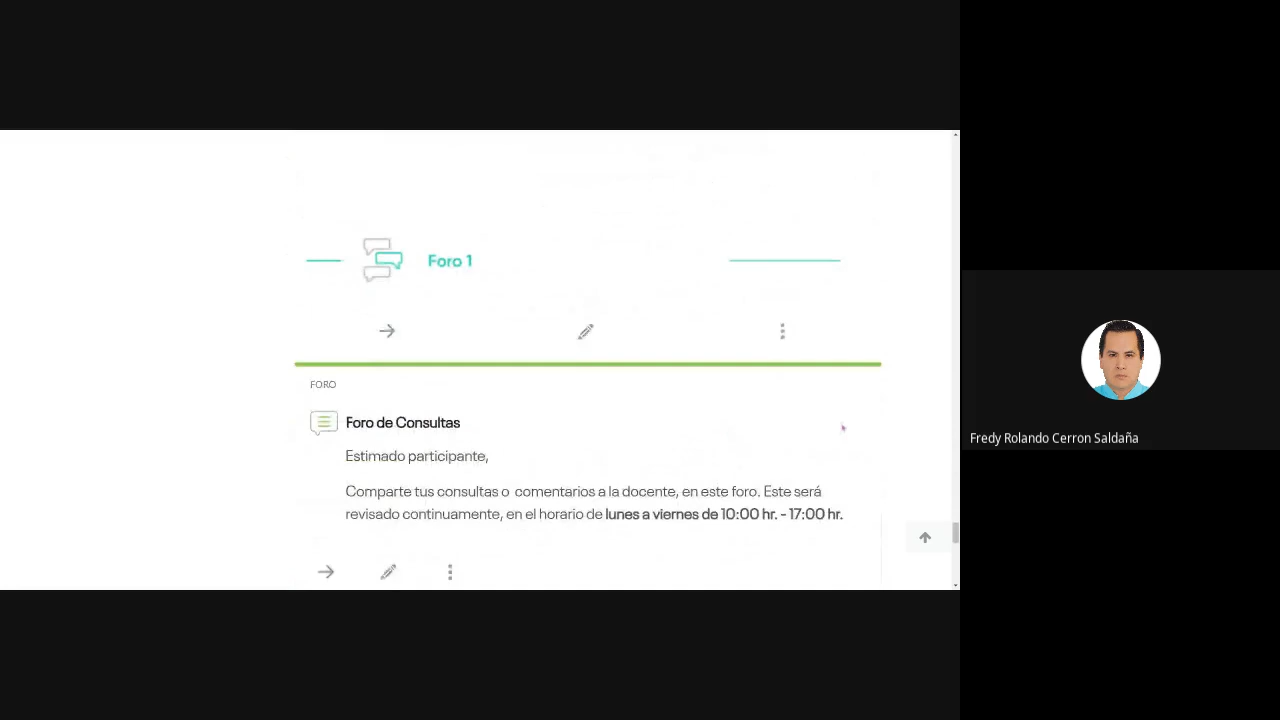 Foro 1
FORO
Foro de Consultas
Estimado participante,
Comparte tus consultas o comentarios a la docente, en este foro. Este será
revisado continuamente, en el horario de lunes a viernes de 10:00 hr. - 17:00 hr.
Fredy Rolando Cerron Saldaña